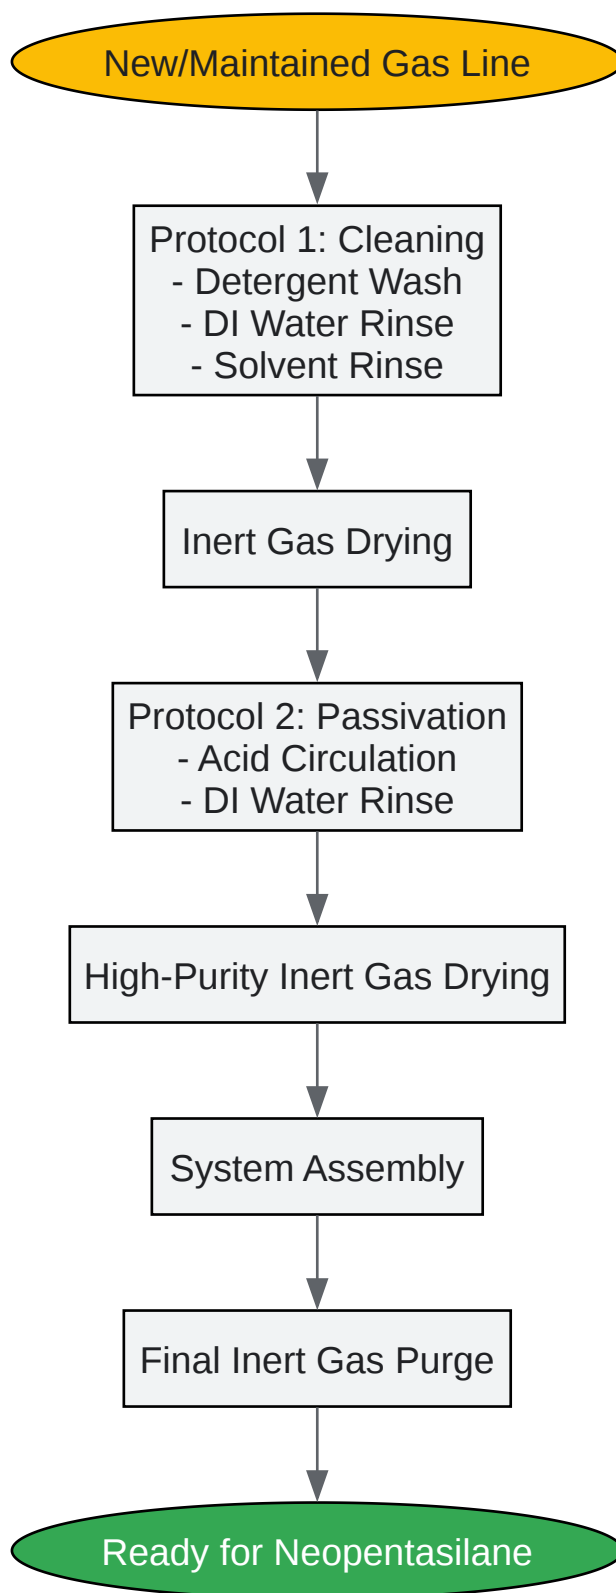 New/Maintained Gas Line
Protocol 1: Cleaning
- Detergent Wash
- DI Water Rinse
- Solvent Rinse
Inert Gas Drying
Protocol 2: Passivation
- Acid Circulation
- DI Water Rinse
High-Purity Inert Gas Drying
System Assembly
Final Inert Gas Purge
Ready for Neopentasilane